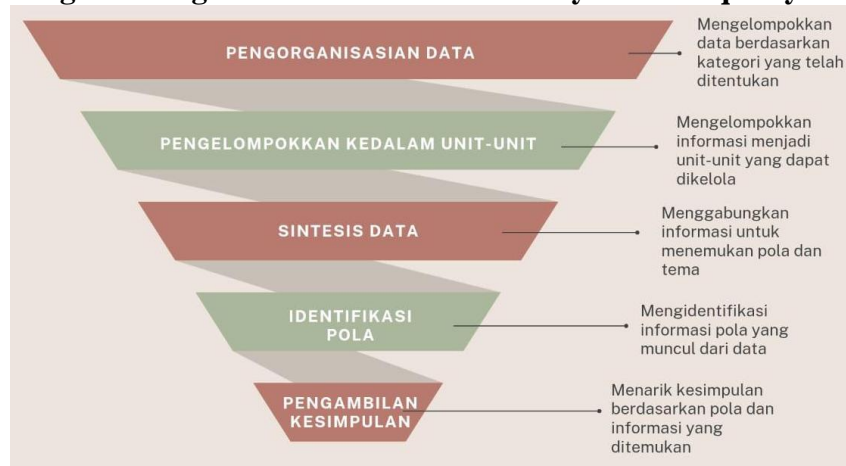 PENGORGANISASIAN DATA
Mengelompokkan
data berdasarkan
kategori yang telah
ditentukan
PENGELOMPOKKAN KEDALAM UNIT-UNIT
Mengelompokkan
informasi menjadi
unit-unit yang dapat
dikelola
SINTESIS DATA
Menggabungkan
informasi untuk
menemukan pola dan
tema
IDENTIFIKASI
POLA
Mengidentifikasi
informasi pola yang
muncul dari data
PENGAMBILAN
KESIMPULAN
Menarik kesimpulan
berdasarkan pola dan
informasi yang
ditemukan